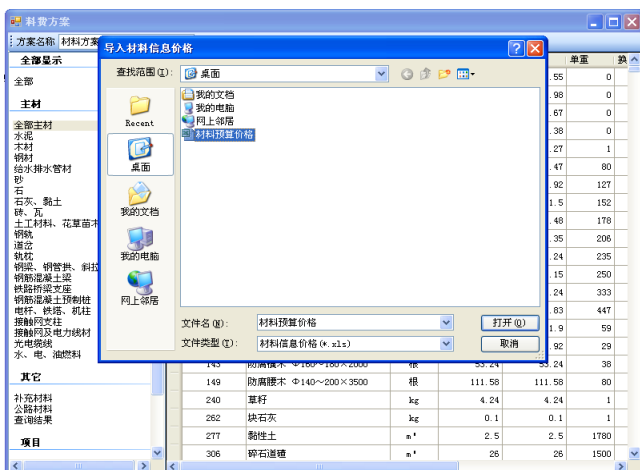 料费方案
方案名称 材料方案
全部显示
全部
主材
全部主材
水泥
木材
钢材
给水排水管材
砂
石
石灰、黏土
砖、瓦
土工材料、花草苗木
钢轨
道岔
轨枕
钢梁、钢管拱、斜拉
钢筋混凝土梁
铁路桥梁支座
钢筋混凝土预制桩
电杆、铁塔、机柱
接触网支柱
接触网及电力线材
光电缆线
水、电、油燃料
其它
补充材料
公路材料
查询结果
项目
导入材料信息价格
查找范围(I): 桌面
Recent
桌面
我的文档
我的电脑
网上邻居
我的文档
我的电脑
网上邻居
材料预算价格
文件名(N): 材料预算价格 打开(O)
文件类型(T): 材料信息价格(*.xls) 取消
单重 换
.55 0
.98 0
.67 0
.38 0
.27 1
.47 80
.92 127
1.5 152
.48 178
.35 206
.24 235
.15 250
.24 333
.83 447
1.9 59
.92 29
143 防腐横木 Φ160～180×2000 根 53.24 53.24 38
149 防腐腰木 Φ140～200×3500 根 111.58 111.58 80
240 草籽 kg 4.24 4.24 1
262 块石灰 kg 0.1 0.1 1
277 黏性土 m³ 2.5 2.5 1780
306 碎石道碴 m³ 26 26 1500